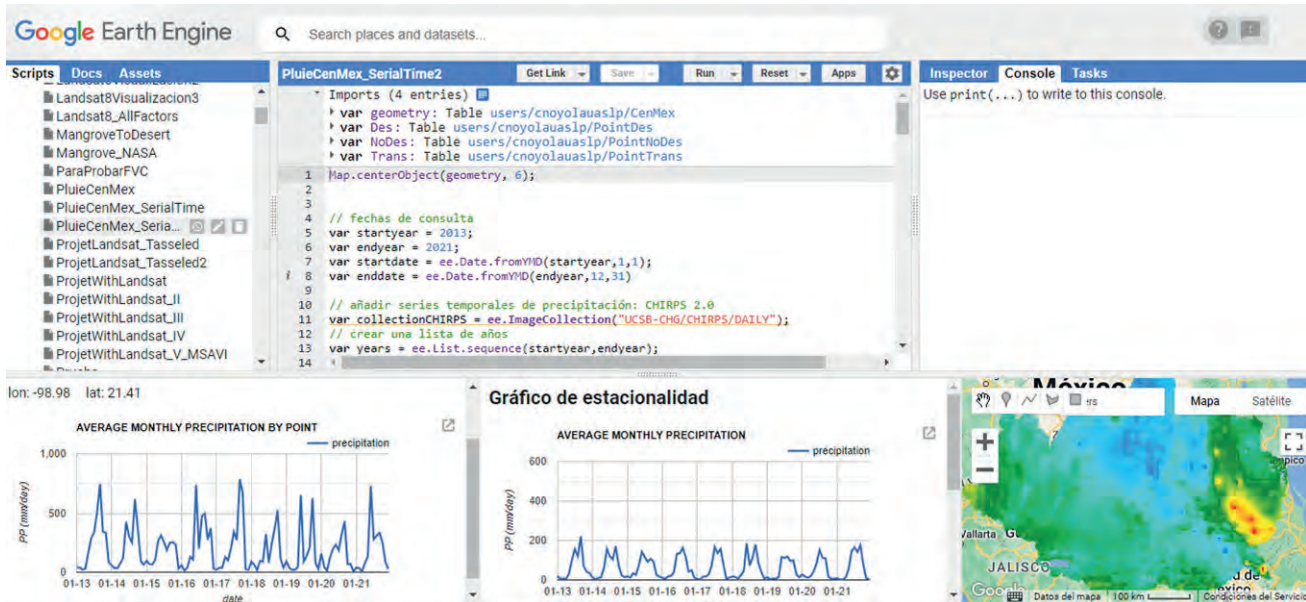 Google Earth Engine
Search places and datasets...
Scripts Docs Assets
Landsat8Visualizacion3
Landsat8_AllFactors
MangroveToDesert
Mangrove_NASA
ParaProbarFVC
PluieCenMex
PluieCenMex_SerialTime
PluieCenMex_Seria...
ProjetLandsat_Tasseled
ProjetLandsat_Tasseled2
ProjetWithLandsat
ProjetWithLandsat_II
ProjetWithLandsat_III
ProjetWithLandsat_IV
ProjetWithLandsat_V_MSAVI
PluieCenMex_SerialTime2
Get Link Save Run Reset Apps
Imports (4 entries)
var geometry: Table users/cnoyolauaslp/CenMex
var Des: Table users/cnoyolauaslp/PointDes
var NoDes: Table users/cnoyolauaslp/PointNoDes
var Trans: Table users/cnoyolauaslp/PointTrans
1 Map.centerObject(geometry, 6);
2
3
4 // fechas de consulta
5 var startyear = 2013;
6 var endyear = 2021;
7 var startdate = ee.Date.fromYMD(startyear,1,1);
i 8 var enddate = ee.Date.fromYMD(endyear,12,31)
9
10 // añadir series temporales de precipitación: CHIRPS 2.0
11 var collectionCHIRPS = ee.ImageCollection("UCSB-CHG/CHIRPS/DAILY");
12 // crear una lista de años
13 var years = ee.List.sequence(startyear,endyear);
14
Inspector Console Tasks
Use print(...) to write to this console.
lon: -98.98 lat: 21.41
AVERAGE MONTHLY PRECIPITATION BY POINT
precipitation
PP (mm/day)
1,000
500
0
01-13 01-14 01-15 01-16 01-17 01-18 01-19 01-20 01-21
date
Gráfico de estacionalidad
AVERAGE MONTHLY PRECIPITATION
precipitation
PP (mm/day)
600
400
200
0
01-13 01-14 01-15 01-16 01-17 01-18 01-19 01-20 01-21
México
Mapa Satélite
+
−
Vallarta
JALISCO
Google
Datos del mapa 100 km Condiciones del Servicio